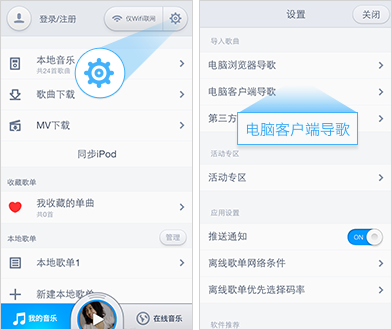 登录/注册
仅Wifi联网
本地音乐
共24首歌曲
歌曲下载
MV下载
同步iPod
收藏歌单
我收藏的单曲
共0首
本地歌单
管理
本地歌单1
新建本地歌单
我的音乐
在线音乐
设置
关闭
导入歌曲
电脑浏览器导歌
电脑客户端导歌
第三方
电脑客户端导歌
活动专区
活动专区
应用设置
推送通知
ON
离线歌单网络条件
离线歌单优先选择码率
软件推荐